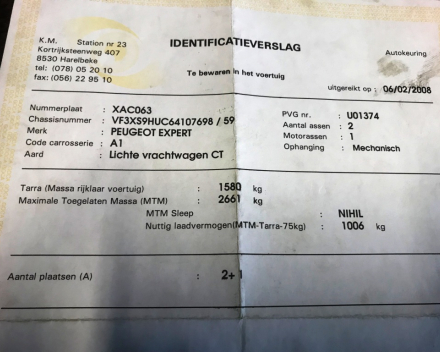 K.M. Station nr 23
Kortrijksteenweg 407
8530 Harelbeke
tel: (078) 05 20 10
fax: (056) 22 95 10
IDENTIFICATIEVERSLAG
Autokeuring
Te bewaren in het voertuig
uitgereikt op : 06/02/2008
Nummerplaat : XAC063
Chassisnummer : VF3XS9HUC64107698 / 59
Merk : PEUGEOT EXPERT
Code carrosserie : A1
Aard : Lichte vrachtwagen CT
PVG nr. : U01374
Aantal assen : 2
Motorassen : 1
Ophanging : Mechanisch
Tarra (Massa rijklaar voertuig) : 1580 kg
Maximale Toegelaten Massa (MTM) : 2661 kg
MTM Sleep : NIHIL
Nuttig laadvermogen(MTM-Tarra-75kg) : 1006 kg
Aantal plaatsen (A) : 2+1